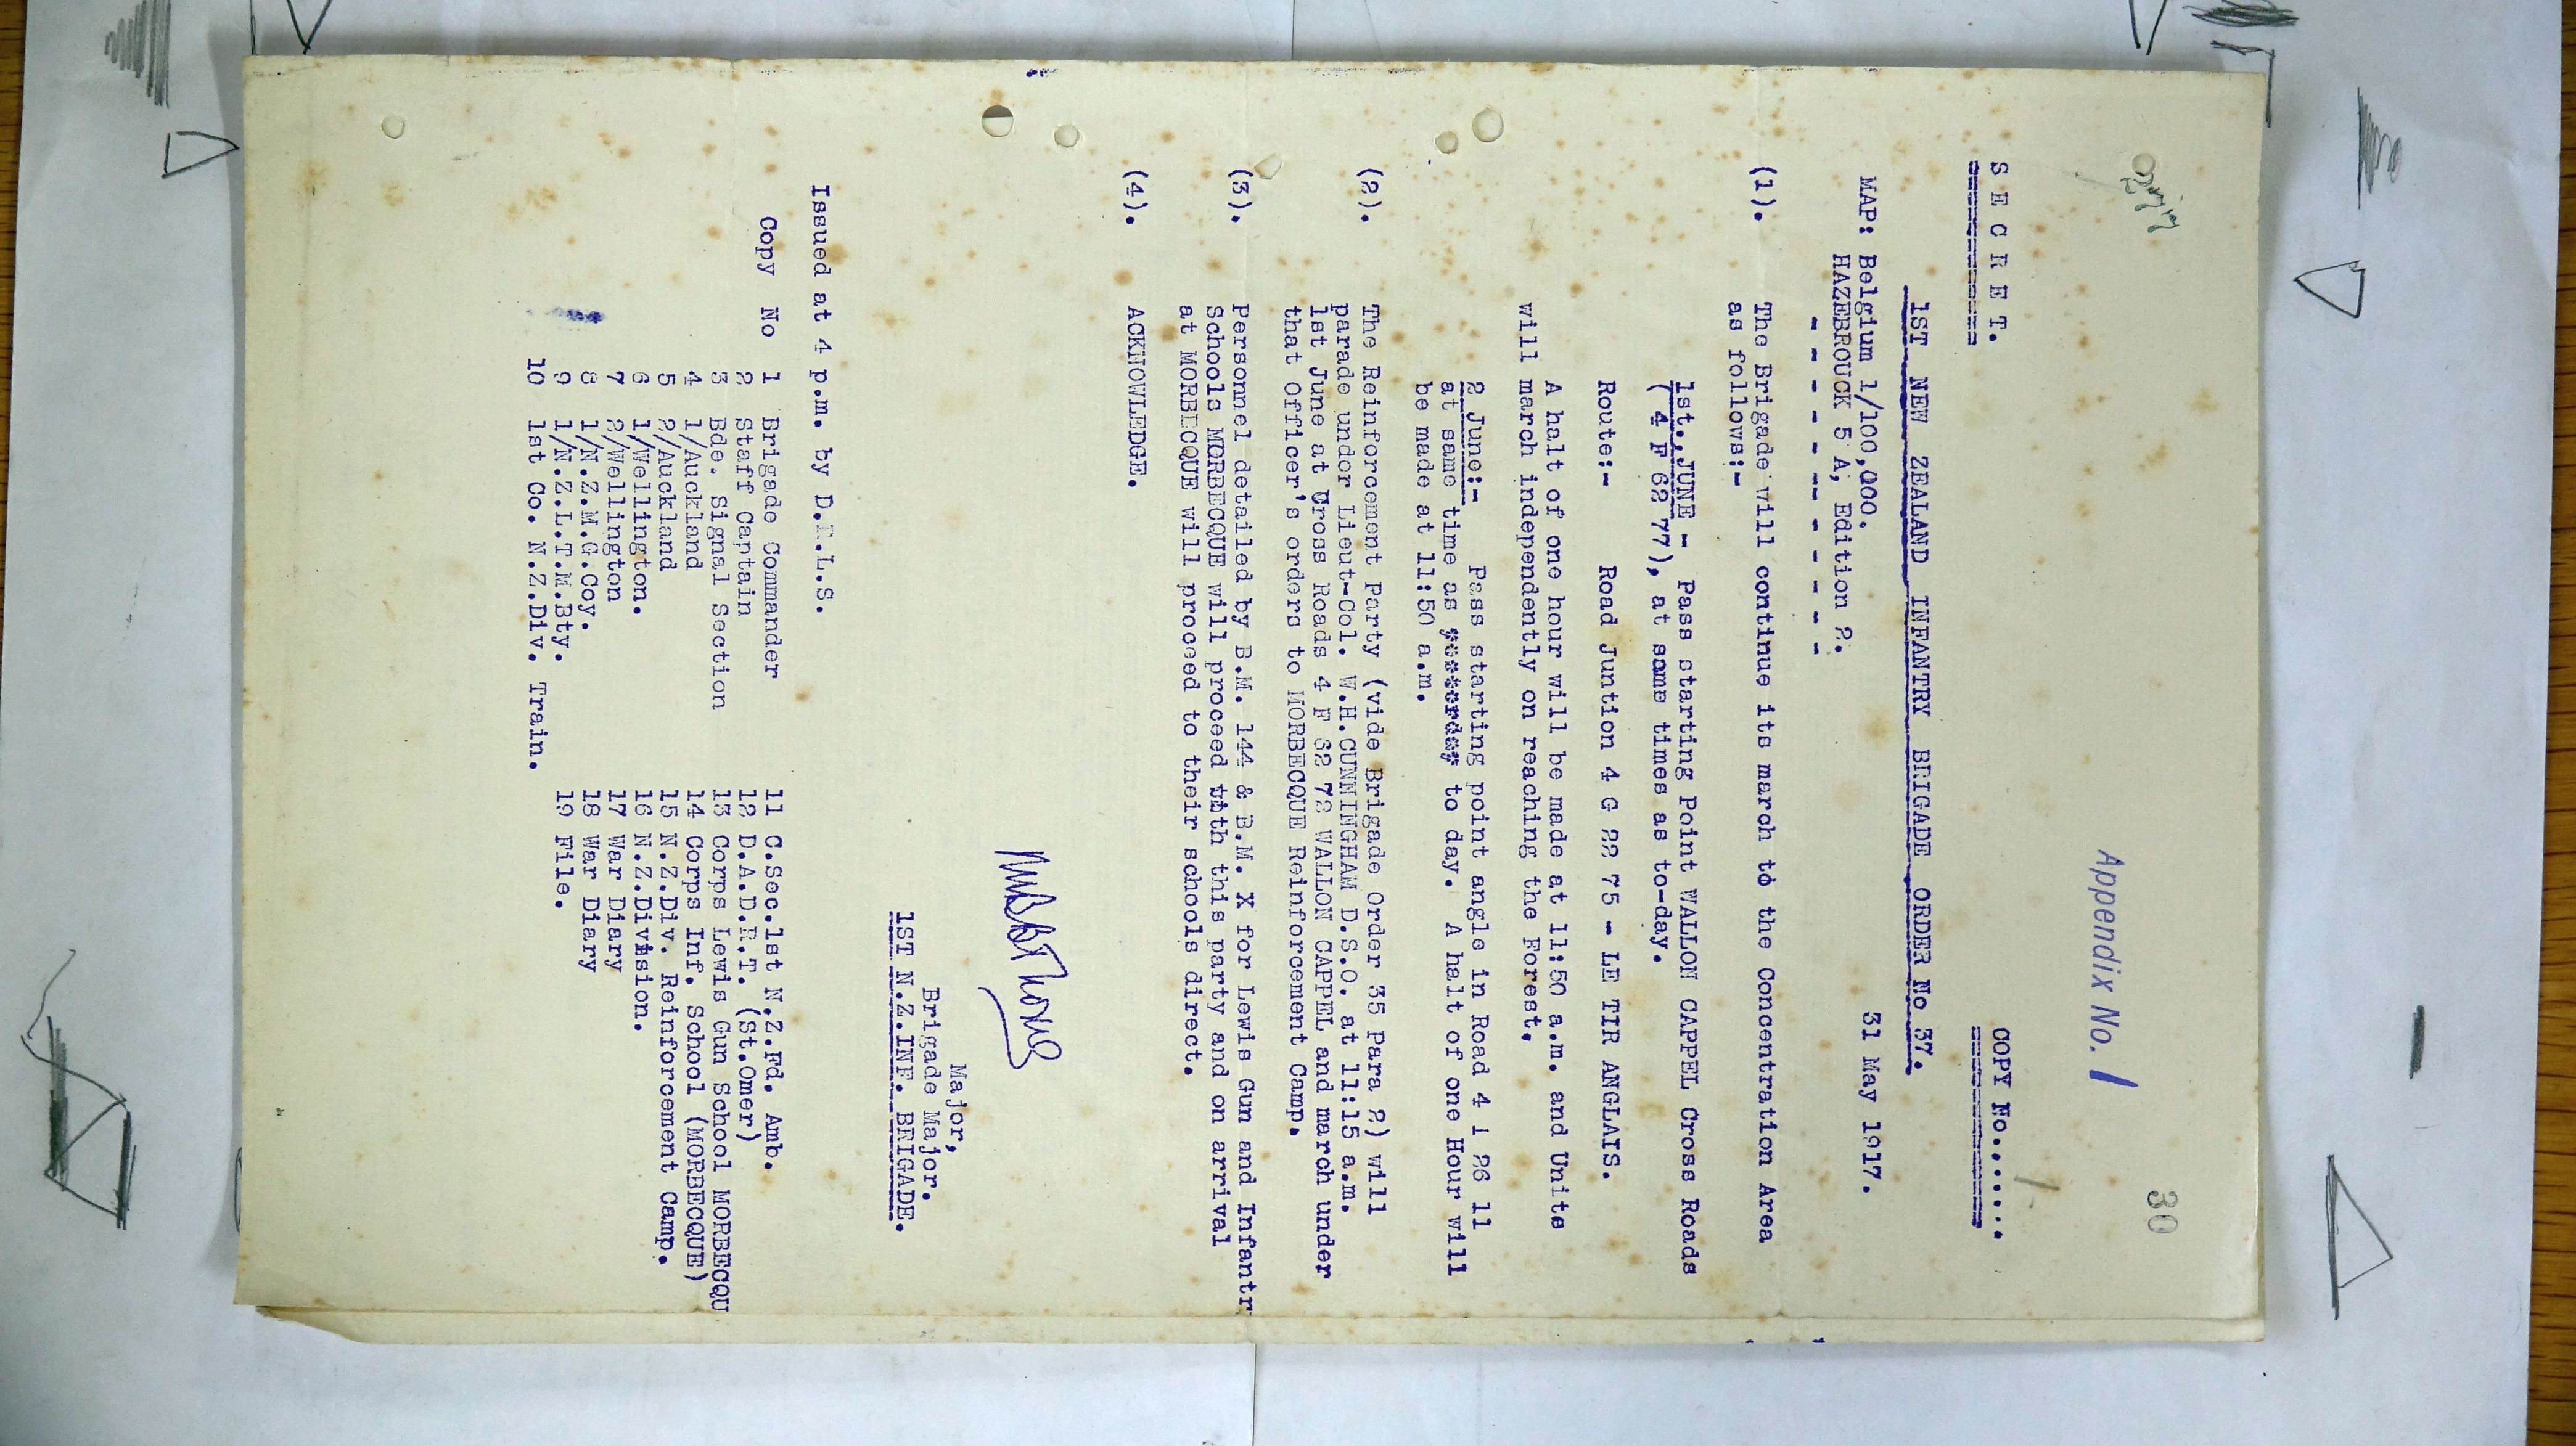 Appendix No. 1
30
S E C R E T.
COPY No.......
1
1ST NEW ZEALAND INFANTRY BRIGADE ORDER No 37.
MAP: Belgium 1/100,000.
31 May 1917.
HAZEBROUCK 5 A, Edition 2.
(1). The Brigade will continue its march to the Concentration Area
as follows:-
1st. JUNE - Pass starting Point WALLON CAPPEL Cross Roads
( 4 F 62 77), at same times as to-day.
Route:- Road Juntion 4 G 22 75 - LE TIR ANGLAIS.
A halt of one hour will be made at 11:50 a.m. and Units
will march independently on reaching the Forest.
2 June:- Pass starting point angle in Road 4 I 26 11
at same time as to day. A halt of one Hour will
be made at 11:50 a.m.
(2). The Reinforcement Party (vide Brigade Order 35 Para 2) will
parade under Lieut-Col. W.H.CUNNINGHAM D.S.O. at 11:15 a.m.
1st June at Cross Roads 4 F 32 72 WALLON CAPPEL and march under
that Officer's orders to MORBECQUE Reinforcement Camp.
(3). Personnel detailed by B.M. 144 & B.M. X for Lewis Gun and Infantr
Schools MORBECQUE will proceed with this party and on arrival
at MORBECQUE will proceed to their schools direct.
(4). ACKNOWLEDGE.
Major,
Brigade Major.
1ST N.Z.INF. BRIGADE.
Issued at 4 p.m. by D.R.L.S.
Copy No 1 Brigade Commander 11 C.Sec.1st N.Z.Fd. Amb.
2 Staff Captain 12 D.A.D.R.T. (St.Omer)
3 Bde. Signal Section 13 Corps Lewis Gun School MORBECQU
4 1/Auckland 14 Corps Inf. School (MORBECQUE)
5 2/Auckland 15 N.Z.Div. Reinforcement Camp.
6 1/Wellington. 16 N.Z.Division.
7 2/Wellington 17 War Diary
8 1/N.Z.M.G.Coy. 18 War Diary
9 1/N.Z.L.T.M.Bty. 19 File.
10 1st Co. N.Z.Div. Train.